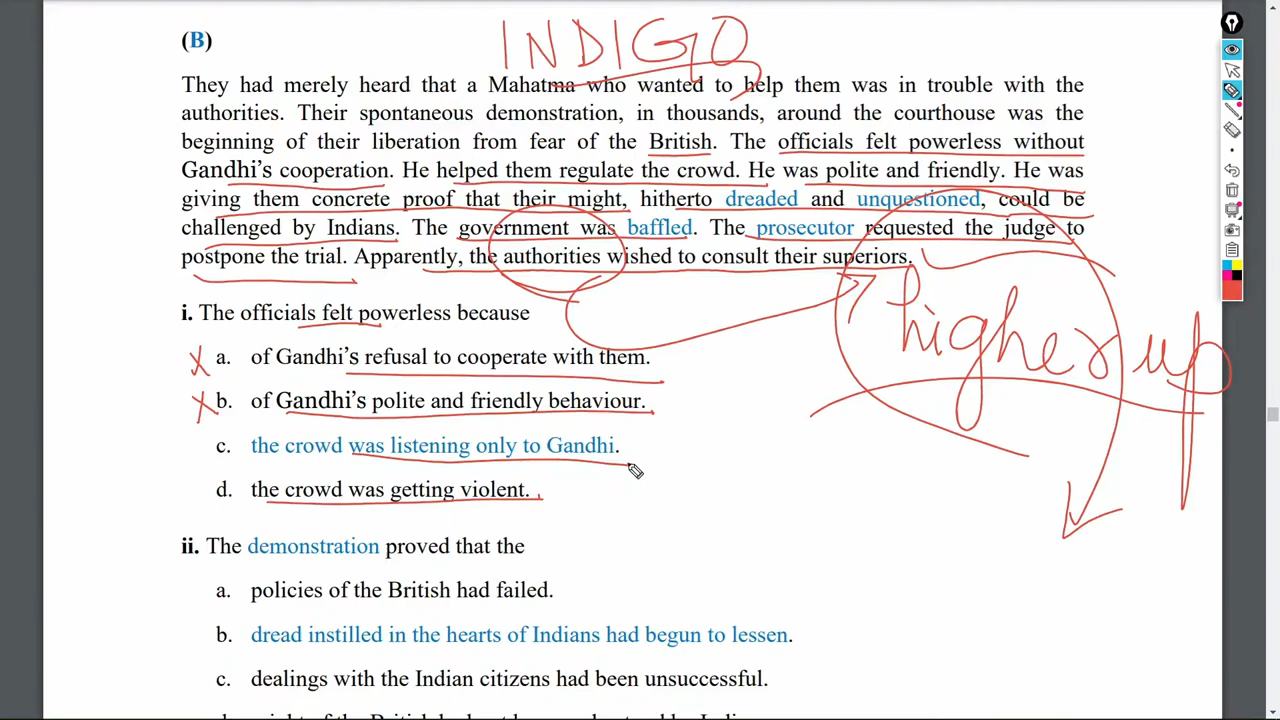 INDIGO
(B)
They had merely heard that a Mahatma who wanted to help them was in trouble with the
authorities. Their spontaneous demonstration, in thousands, around the courthouse was the
beginning of their liberation from fear of the British. The officials felt powerless without
Gandhi's cooperation. He helped them regulate the crowd. He was polite and friendly. He was
giving them concrete proof that their might, hitherto dreaded and unquestioned, could be
challenged by Indians. The government was baffled. The prosecutor requested the judge to
postpone the trial. Apparently, the authorities wished to consult their superiors.
higher up
i. The officials felt powerless because
X a. of Gandhi's refusal to cooperate with them.
X b. of Gandhi's polite and friendly behaviour.
c. the crowd was listening only to Gandhi.
d. the crowd was getting violent.
ii. The demonstration proved that the
a. policies of the British had failed.
b. dread instilled in the hearts of Indians had begun to lessen.
c. dealings with the Indian citizens had been unsuccessful.